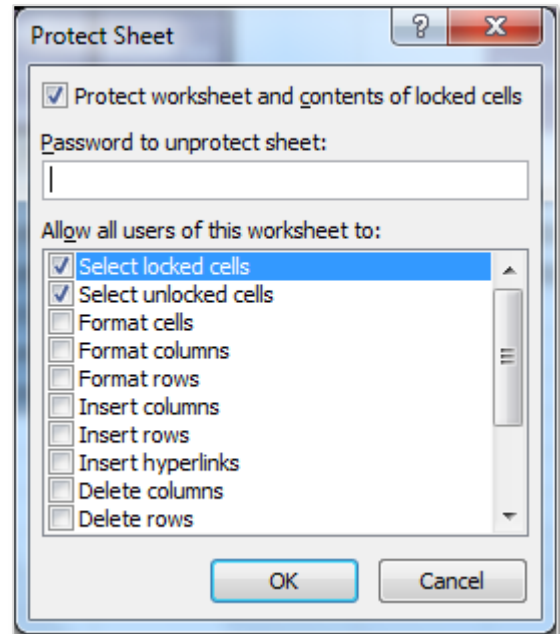 Protect Sheet
Protect worksheet and contents of locked cells
Password to unprotect sheet:
Allow all users of this worksheet to:
Select locked cells
Select unlocked cells
Format cells
Format columns
Format rows
Insert columns
Insert rows
Insert hyperlinks
Delete columns
Delete rows
OK Cancel